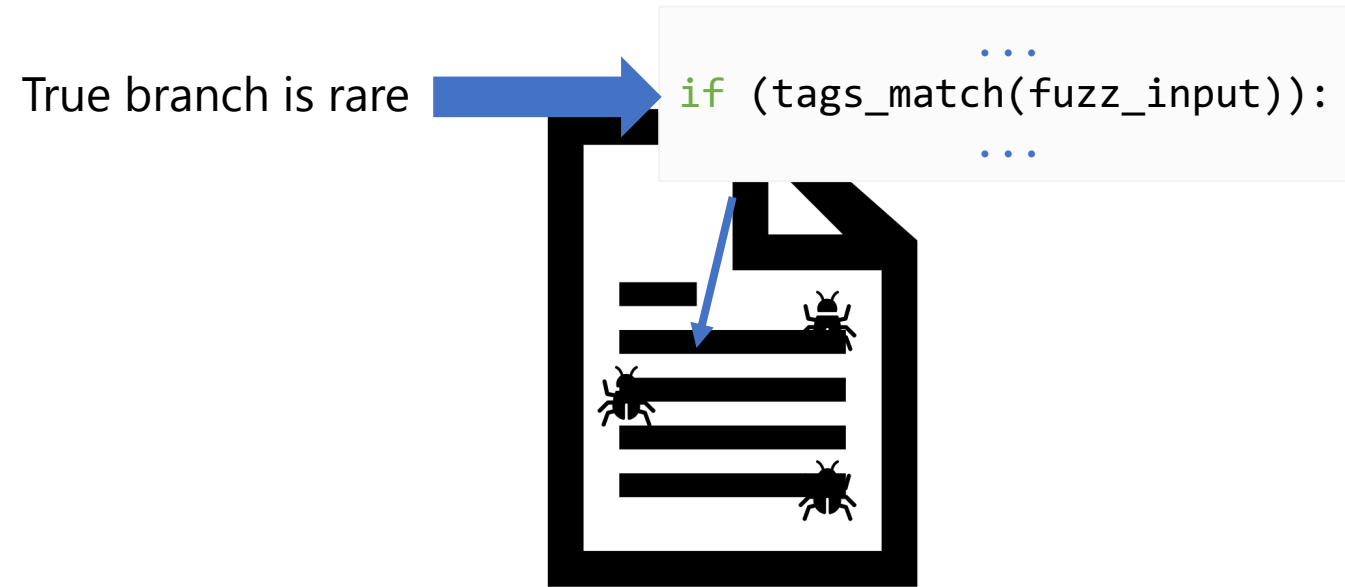 ...
True branch is rare
if (tags_match(fuzz_input)):
...